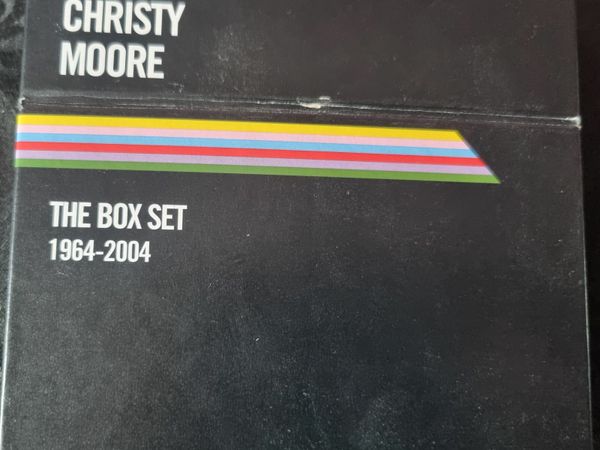 CHRISTY
MOORE
THE BOX SET
1964-2004